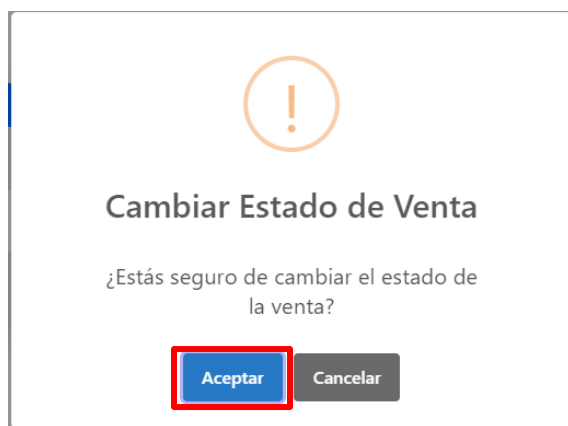 !
Cambiar Estado de Venta
¿Estás seguro de cambiar el estado de
la venta?
Aceptar Cancelar